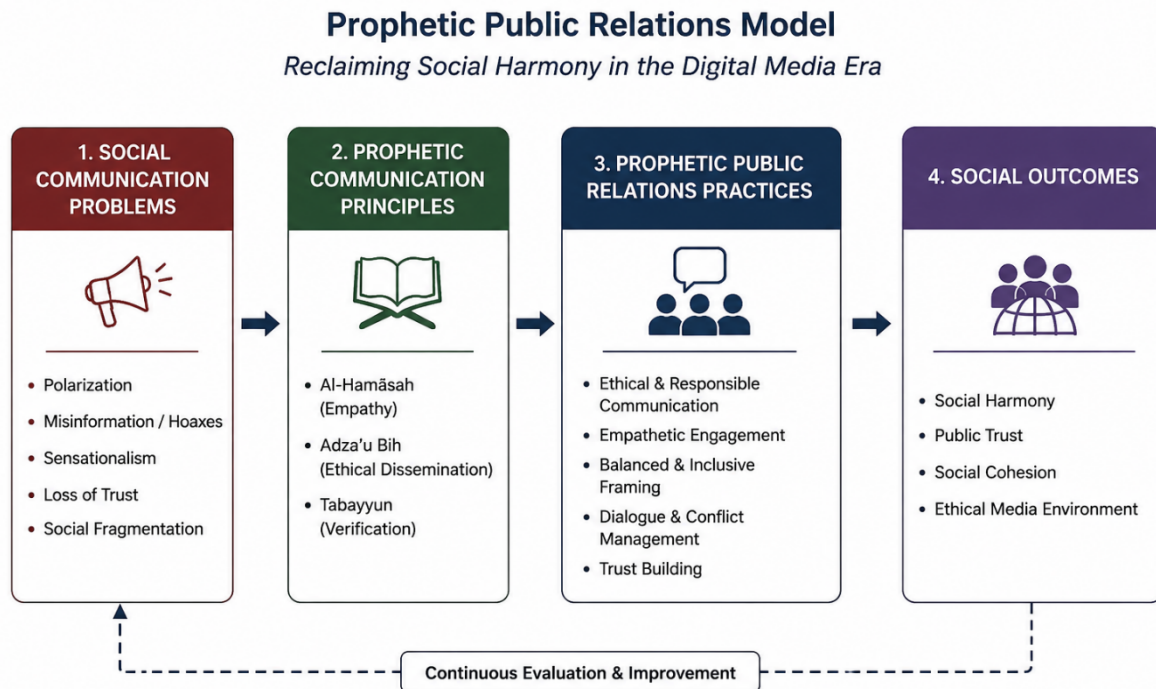 Prophetic Public Relations Model
Reclaiming Social Harmony in the Digital Media Era
1. SOCIAL
COMMUNICATION
PROBLEMS
• Polarization
• Misinformation / Hoaxes
• Sensationalism
• Loss of Trust
• Social Fragmentation
2. PROPHETIC
COMMUNICATION
PRINCIPLES
• Al-Hamāsah
(Empathy)
• Adza’u Bih
(Ethical Dissemination)
• Tabayyun
(Verification)
3. PROPHETIC PUBLIC
RELATIONS PRACTICES
• Ethical & Responsible
Communication
• Empathetic Engagement
• Balanced & Inclusive
Framing
• Dialogue & Conflict
Management
• Trust Building
4. SOCIAL OUTCOMES
• Social Harmony
• Public Trust
• Social Cohesion
• Ethical Media Environment
Continuous Evaluation & Improvement